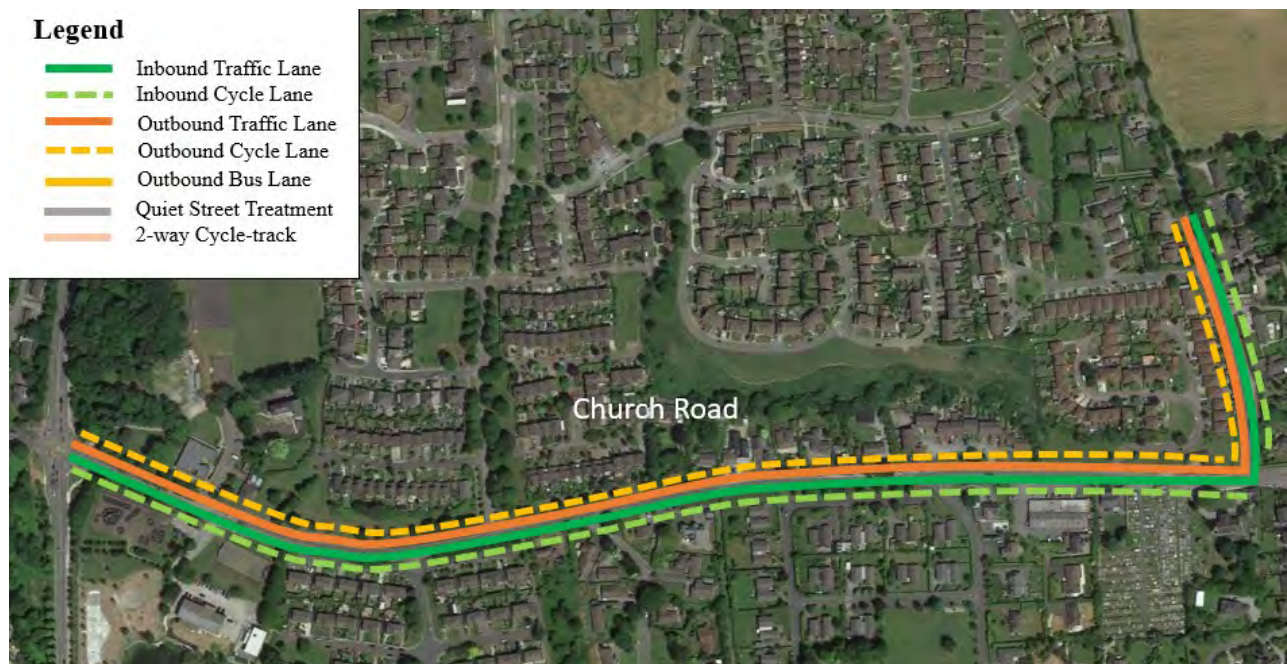 Legend
Inbound Traffic Lane
Inbound Cycle Lane
Outbound Traffic Lane
Outbound Cycle Lane
Outbound Bus Lane
Quiet Street Treatment
2-way Cycle-track
Church Road